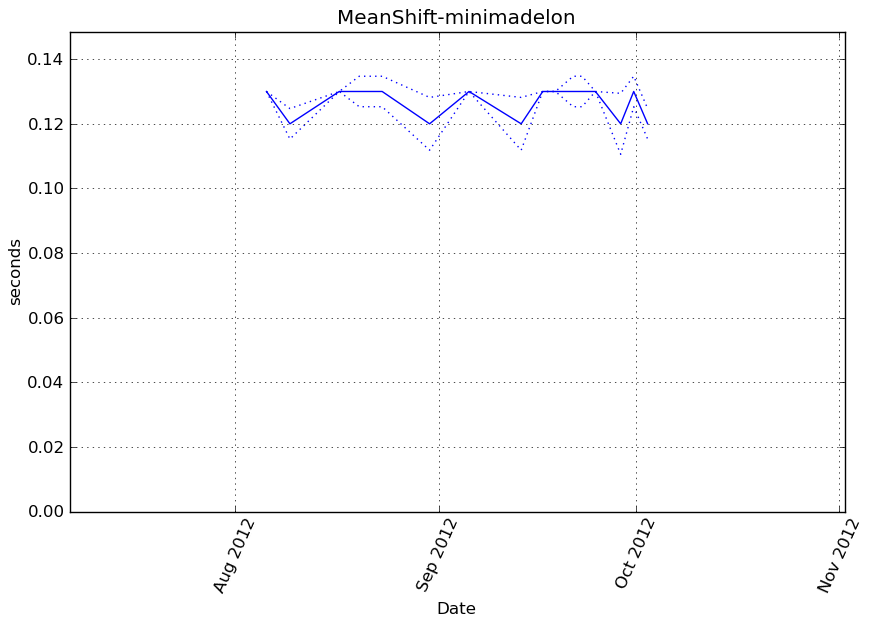 MeanShift-minimadelon
0.14
0.12
0.10
0.08
0.06
0.04
0.02
0.00
seconds
Aug 2012
Sep 2012
Oct 2012
Nov 2012
Date